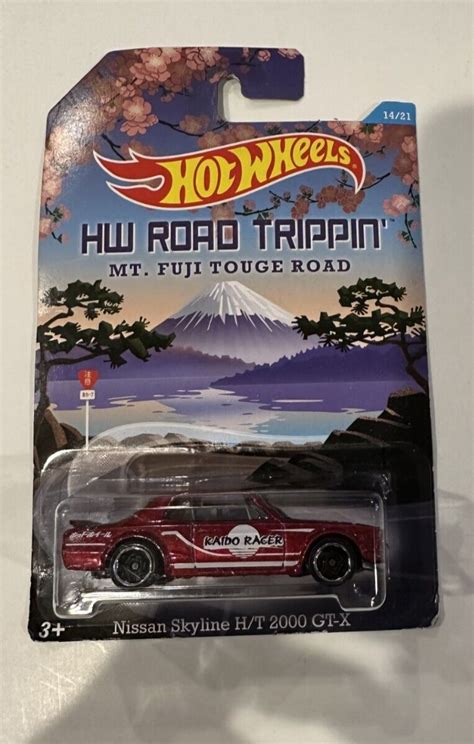 14/21
HOT WHEELS
HW ROAD TRIPPIN'
MT. FUJI TOUGE ROAD
KAIDO RACER
3+
Nissan Skyline H/T 2000 GT-X